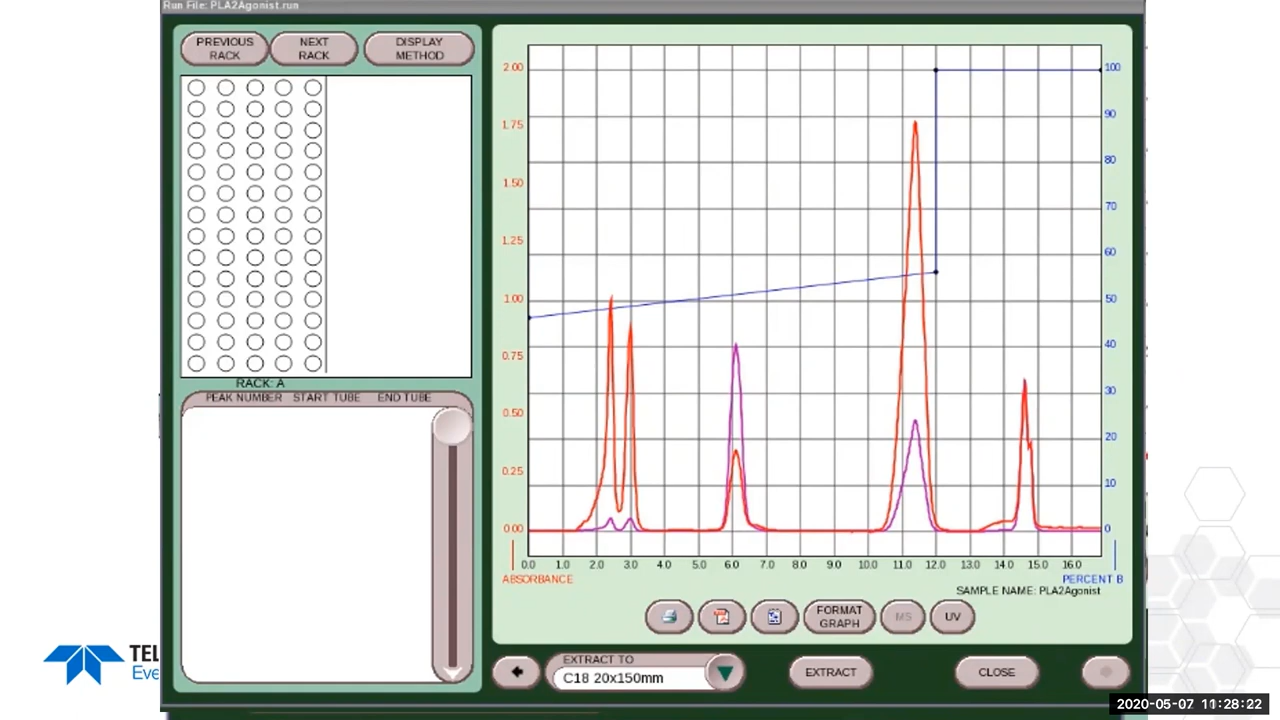 Run File: PLA2Agonist.run
PREVIOUS RACK
NEXT RACK
DISPLAY METHOD
RACK: A
PEAK NUMBER START TUBE END TUBE
2.00
1.75
1.50
1.25
1.00
0.75
0.50
0.25
0.00
100
90
80
70
60
50
40
30
20
10
0
0.0 1.0 2.0 3.0 4.0 5.0 6.0 7.0 8.0 9.0 10.0 11.0 12.0 13.0 14.0 15.0 16.0
ABSORBANCE
PERCENT B
SAMPLE NAME: PLA2Agonist
FORMAT GRAPH
MS
UV
EXTRACT TO
C18 20x150mm
EXTRACT
CLOSE
TEL
Eve
2020-05-07 11:28:22